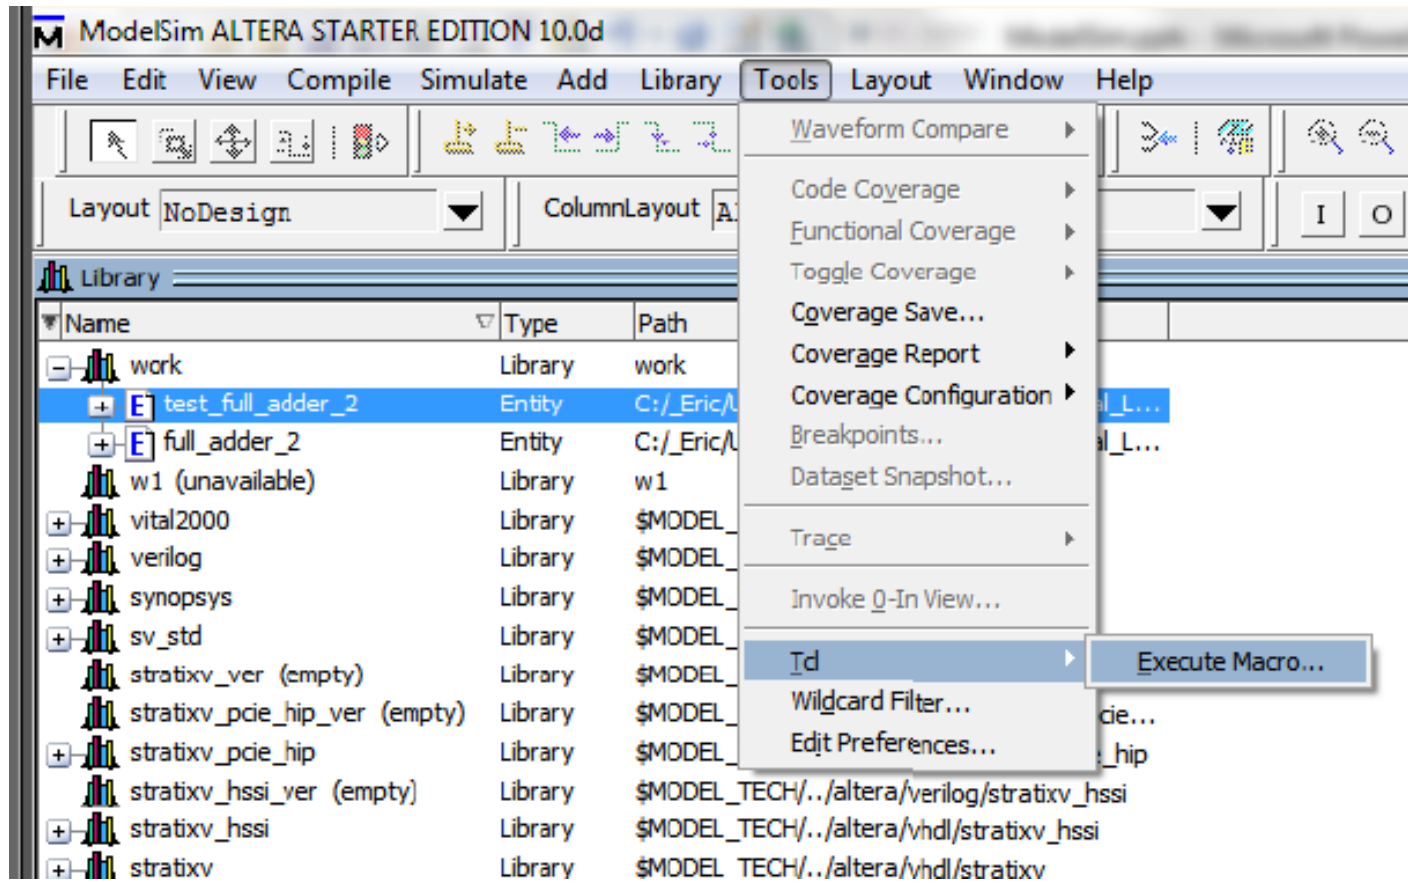 ModelSim ALTERA STARTER EDITION 10.0d
File Edit View Compile Simulate Add Library Tools Layout Window Help
Layout NoDesign ColumnLayout I O
Library
Name Type Path
work Library work
test_full_adder_2 Entity C:/_Eric/U l_L...
full_adder_2 Entity C:/_Eric/U al_L...
w1 (unavailable) Library w1
vital2000 Library $MODEL_
verilog Library $MODEL_
synopsys Library $MODEL_
sv_std Library $MODEL_
stratixv_ver (empty) Library $MODEL_
stratixv_pcie_hip_ver (empty) Library $MODEL_ cie...
stratixv_pcie_hip Library $MODEL_ _hip
stratixv_hssi_ver (empty) Library $MODEL_TECH/../altera/verilog/stratixv_hssi
stratixv_hssi Library $MODEL_TECH/../altera/vhdl/stratixv_hssi
stratixv Library $MODEL_TECH/../altera/vhdl/stratixv
Waveform Compare
Code Coverage
Functional Coverage
Toggle Coverage
Coverage Save...
Coverage Report
Coverage Configuration
Breakpoints...
Dataset Snapshot...
Trace
Invoke 0-In View...
Tcl
Execute Macro...
Wildcard Filter...
Edit Preferences...